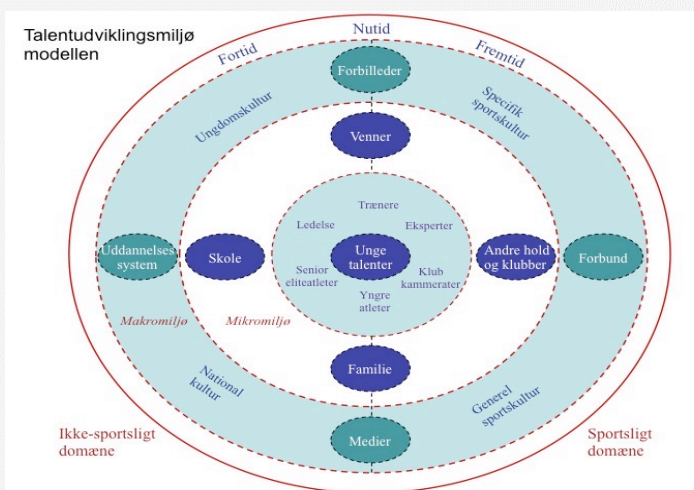 Talentudviklingsmiljø
modellen
Nutid
Fortid
Fremtid
Forbilleder
Ungdomskultur
Specifik
sportskultur
Venner
Trænere
Ledelse
Eksperter
Uddannelses
system
Skole
Unge
talenter
Andre hold
og klubber
Forbund
Senior
eliteatleter
Klub
kammerater
Yngre
atleter
Makromiljø
Mikromiljø
Familie
National
kultur
Generel
sportskultur
Medier
Ikke-sportsligt
domæne
Sportsligt
domæne